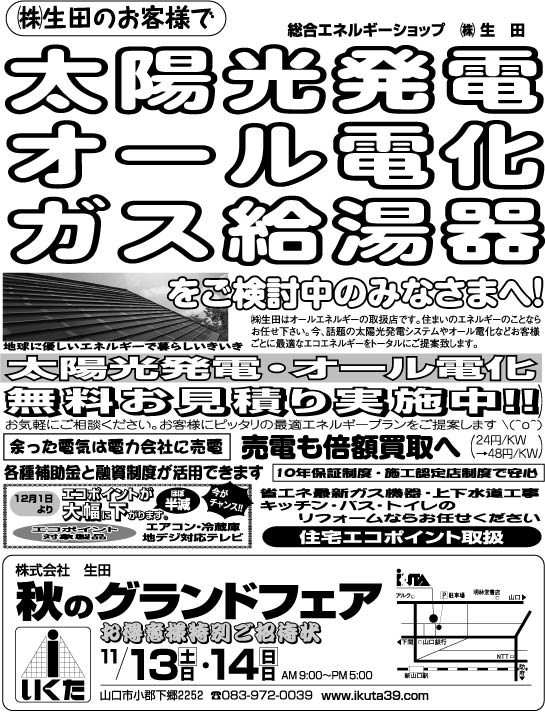 ㈱生田のお客様で
総合エネルギーショップ ㈱ 生 田
太陽光発電
オール電化
ガス給湯器
をご検討中のみなさまへ!
㈱生田はオールエネルギーの取扱店です。住まいのエネルギーのことなら
お任せ下さい。今、話題の太陽光発電システムやオール電化などお客様
ごとに最適なエコエネルギーをトータルにご提案致します。
地球に優しいエネルギーで暮らしいきいき
太陽光発電・オール電化
無料お見積り実施中!!
お気軽にご相談ください。お客様にピッタリの最適エネルギープランをご提案します＼(^o^)
余った電気は電力会社に売電
売電も倍額買取へ (24円/KW→48円/KW)
各種補助金と融資制度が活用できます
10年保証制度・施工認定店制度で安心
12月1日より
エコポイントが
大幅に下がります。
ほぼ半減
今がチャンス!!
エコポイント対象製品
エアコン・冷蔵庫
地デジ対応テレビ
省エネ最新ガス機器・上下水道工事
キッチン・バス・トイレの
リフォームならお任せください
住宅エコポイント取扱
株式会社 生田
秋のグランドフェア
お得意様特別ご招待状
11/13土日・14日日 AM 9:00~PM 5:00
いくた
山口市小郡下郷2252 ☎083-972-0039 www.ikuta39.com
IKUTA
アルク
P 駐車場
明林堂書店
山口
下関
山口銀行
NTT
新山口駅
防府